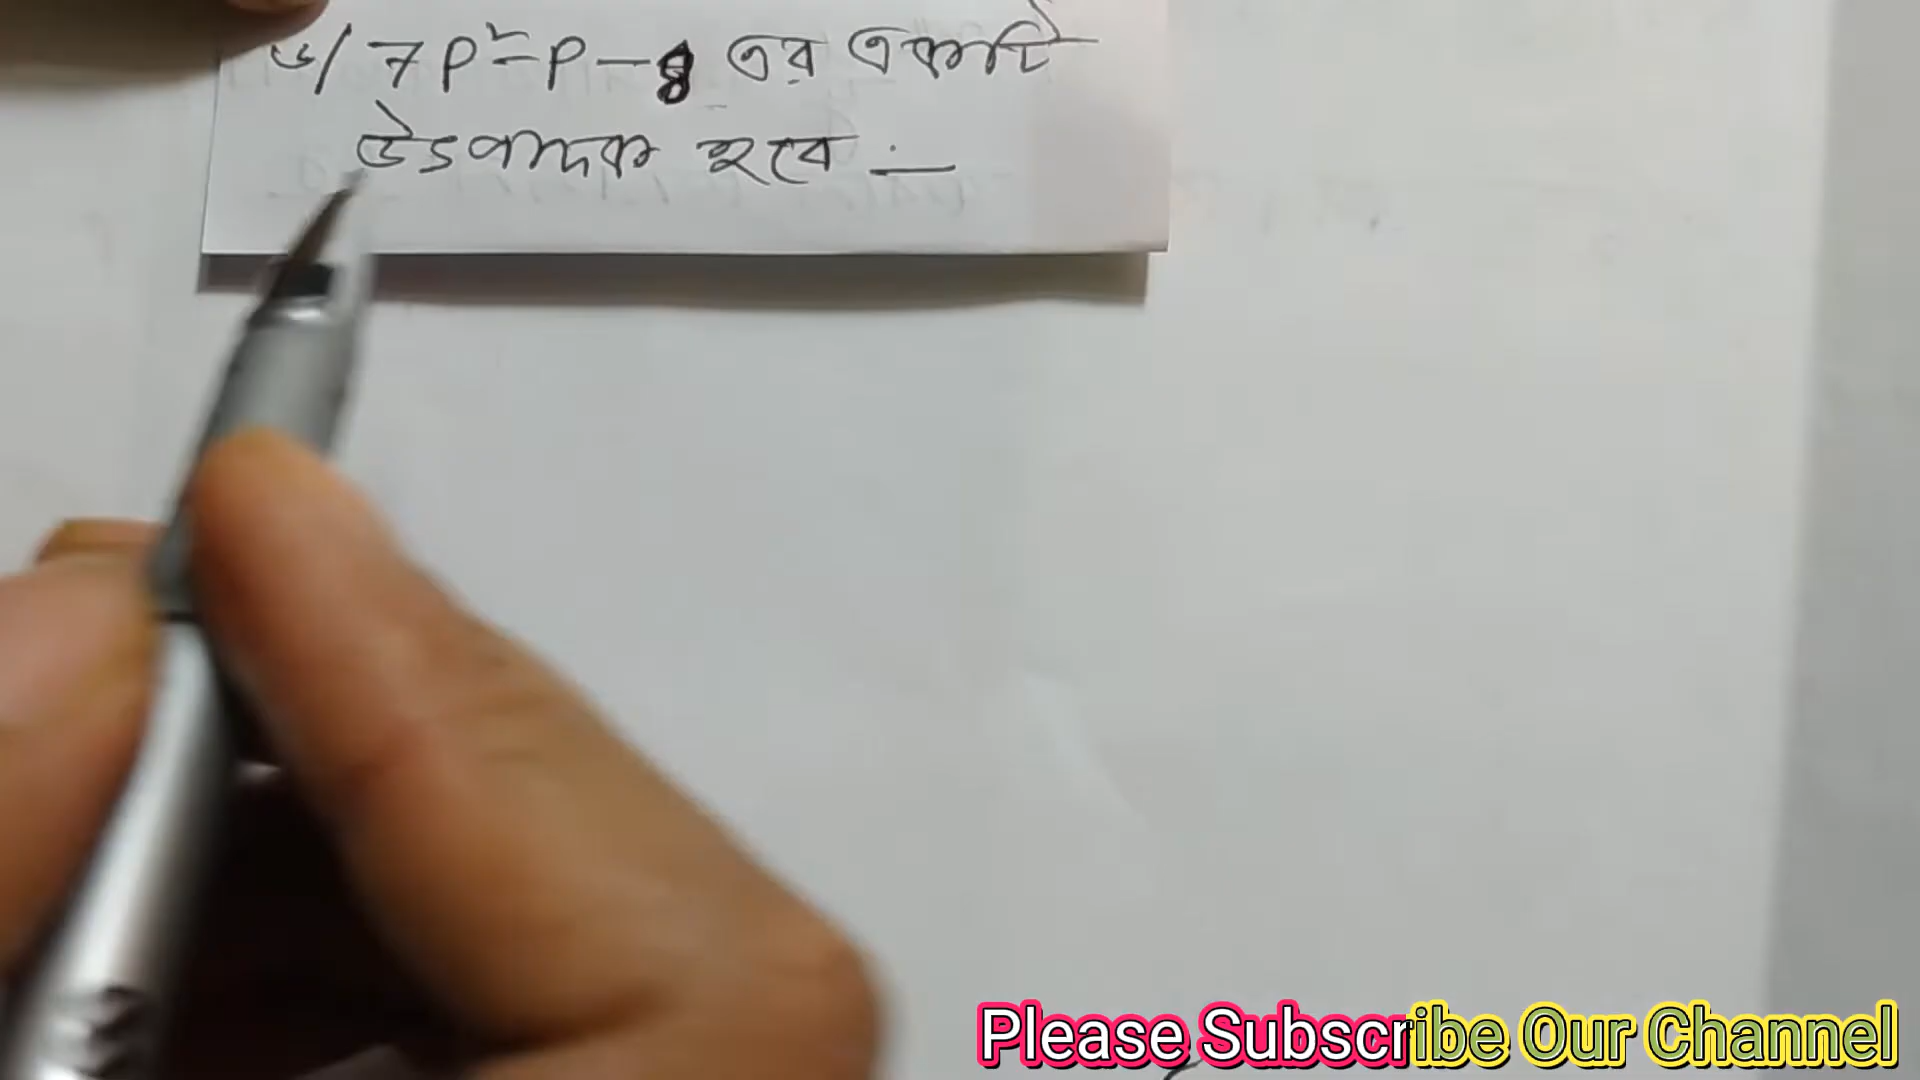 ৬/ 7P²-P-8 এর একটি
উৎপাদক হবে :—
Please Subscribe Our Channel